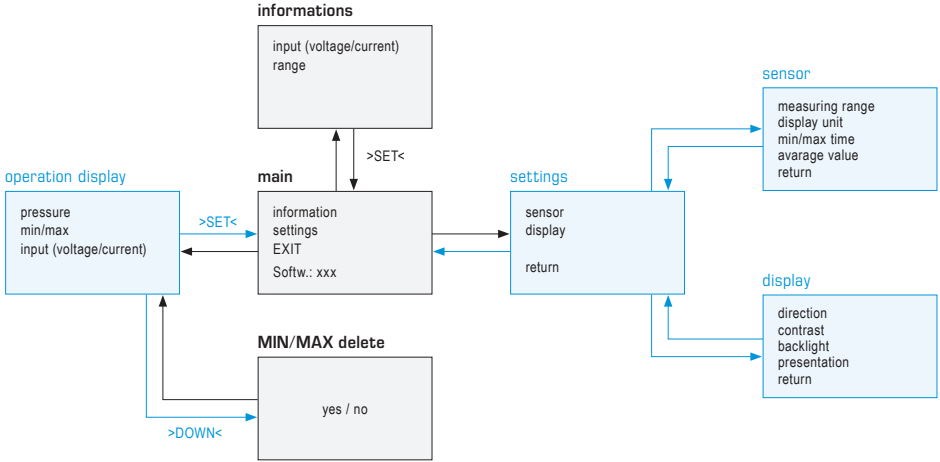 informations
input (voltage/current)
range
>SET<
operation display
pressure
min/max
input (voltage/current)
>SET<
main
information
settings
EXIT
Softw.: xxx
settings
sensor
display
return
sensor
measuring range
display unit
min/max time
avarage value
return
display
direction
contrast
backlight
presentation
return
MIN/MAX delete
yes / no
>DOWN<